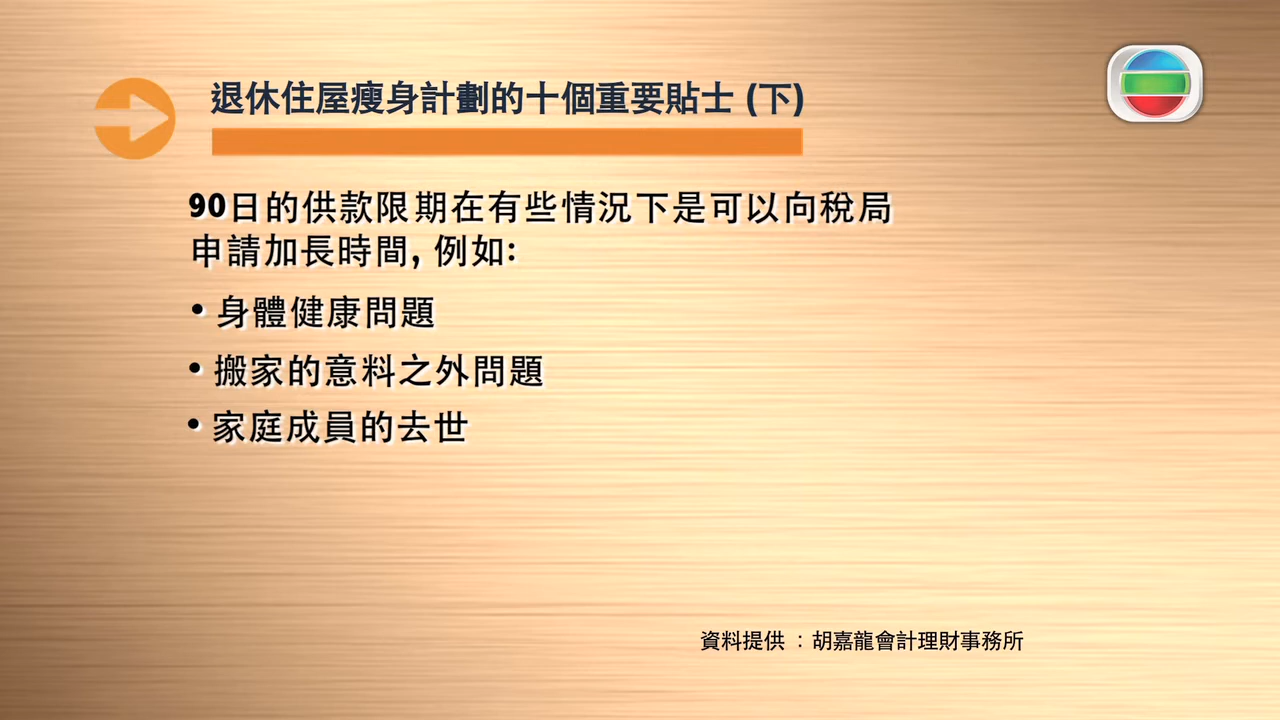 退休住屋瘦身計劃的十個重要貼士 (下)
90日的供款限期在有些情況下是可以向稅局
申請加長時間, 例如:
• 身體健康問題
• 搬家的意料之外問題
• 家庭成員的去世
資料提供 ：胡嘉龍會計理財事務所